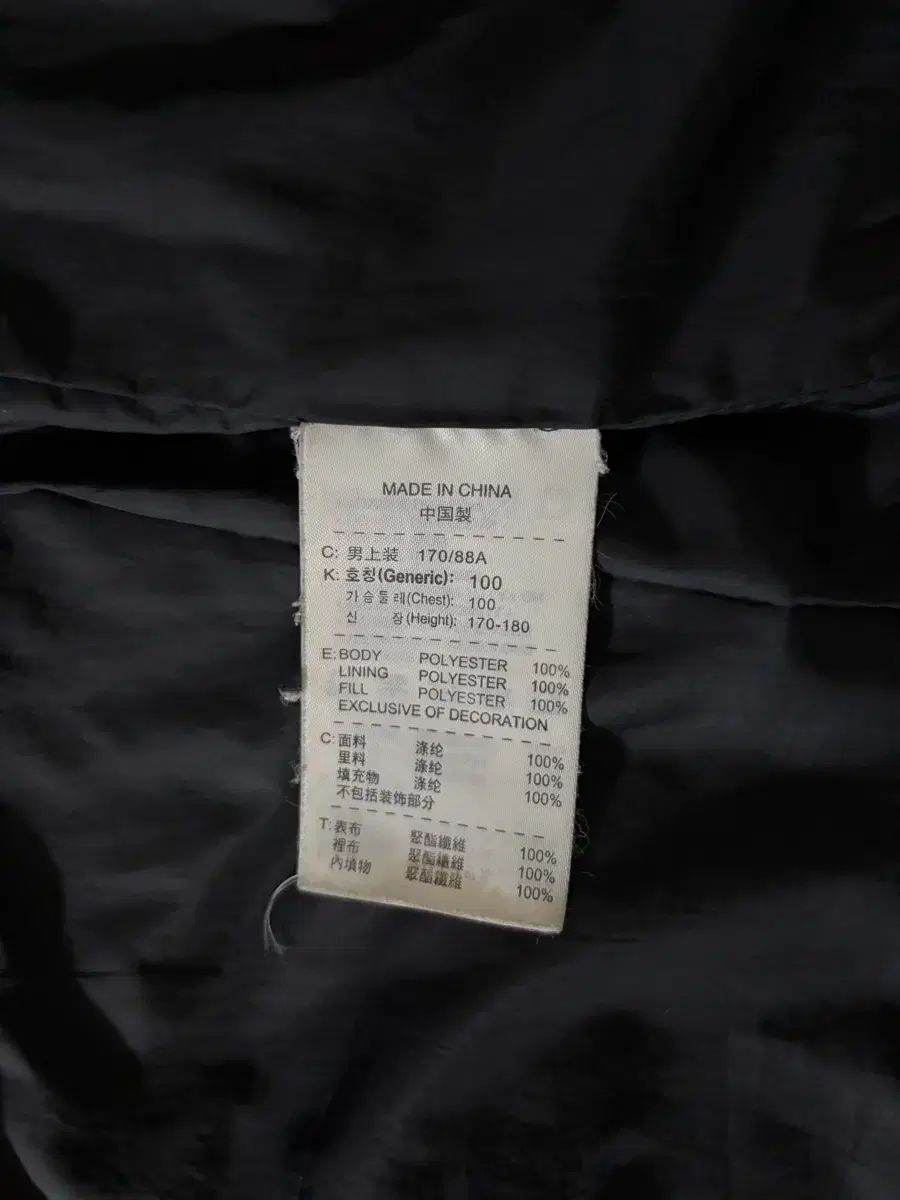 MADE IN CHINA
中国製
C: 男上装 170/88A
K: 호칭(Generic): 100
가슴둘레(Chest): 100
신 장(Height): 170-180
E: BODY POLYESTER 100%
LINING POLYESTER 100%
FILL POLYESTER 100%
EXCLUSIVE OF DECORATION
C: 面料 涤纶 100%
里料 涤纶 100%
填充物 涤纶 100%
不包括装饰部分
T: 表布 聚酯纖維 100%
裡布 聚酯纖維 100%
內填物 聚酯纖維 100%